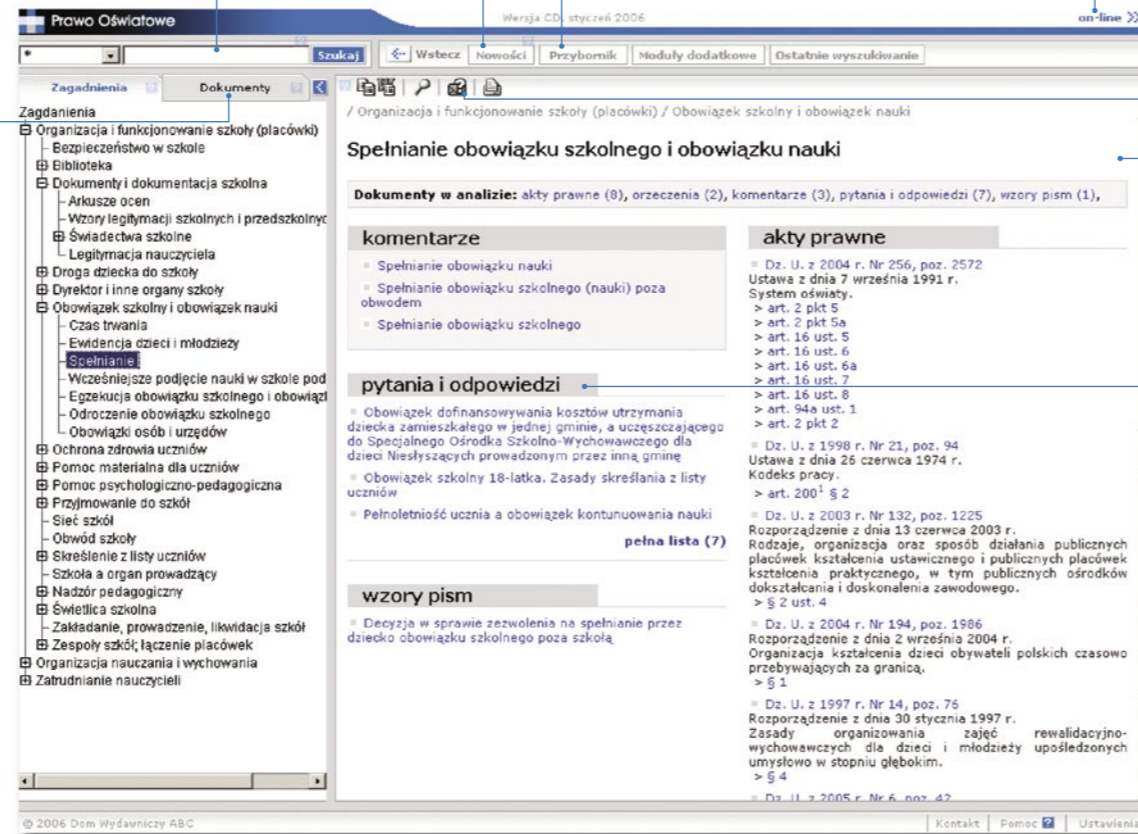 Prawo Oświatowe
Wersja CD, styczeń 2006
on-line
*
Szukaj
Wstecz
Nowości
Przybornik
Moduły dodatkowe
Ostatnie wyszukiwanie
Zagadnienia
Dokumenty
Zagdanienia
Organizacja i funkcjonowanie szkoły (placówki)
Bezpieczeństwo w szkole
Biblioteka
Dokumenty i dokumentacja szkolna
Arkusze ocen
Wzory legitymacji szkolnych i przedszkolnyc
Świadectwa szkolne
Legitymacja nauczyciela
Droga dziecka do szkoły
Dyrektor i inne organy szkoły
Obowiązek szkolny i obowiązek nauki
Czas trwania
Ewidencja dzieci i młodzieży
Spełnianie
Wcześniejsze podjęcie nauki w szkole pod
Egzekucja obowiązku szkolnego i obowiązl
Odroczenie obowiązku szkolnego
Obowiązki osób i urzędów
Ochrona zdrowia uczniów
Pomoc materialna dla uczniów
Pomoc psychologiczno-pedagogiczna
Przyjmowanie do szkół
Sieć szkół
Obwód szkoły
Skreślenie z listy uczniów
Szkoła a organ prowadzący
Nadzór pedagogiczny
Świetlica szkolna
Zakładanie, prowadzenie, likwidacja szkół
Zespoły szkół; łączenie placówek
Organizacja nauczania i wychowania
Zatrudnianie nauczycieli
/ Organizacja i funkcjonowanie szkoły (placówki) / Obowiązek szkolny i obowiązek nauki
Spełnianie obowiązku szkolnego i obowiązku nauki
Dokumenty w analizie: akty prawne (8), orzeczenia (2), komentarze (3), pytania i odpowiedzi (7), wzory pism (1),
komentarze
Spełnianie obowiązku nauki
Spełnianie obowiązku szkolnego (nauki) poza
obwodem
Spełnianie obowiązku szkolnego
pytania i odpowiedzi
Obowiązek dofinansowywania kosztów utrzymania
dziecka zamieszkałego w jednej gminie, a uczęszczającego
do Specjalnego Ośrodka Szkolno-Wychowawczego dla
dzieci Niesłyszących prowadzonym przez inną gminę
Obowiązek szkolny 18-latka. Zasady skreślania z listy
uczniów
Pełnoletniość ucznia a obowiązek kontunuowania nauki
pełna lista (7)
wzory pism
Decyzja w sprawie zezwolenia na spełnianie przez
dziecko obowiązku szkolnego poza szkołą
akty prawne
Dz. U. z 2004 r. Nr 256, poz. 2572
Ustawa z dnia 7 września 1991 r.
System oświaty.
> art. 2 pkt 5
> art. 2 pkt 5a
> art. 16 ust. 5
> art. 16 ust. 6
> art. 16 ust. 6a
> art. 16 ust. 7
> art. 16 ust. 8
> art. 94a ust. 1
> art. 2 pkt 2
Dz. U. z 1998 r. Nr 21, poz. 94
Ustawa z dnia 26 czerwca 1974 r.
Kodeks pracy.
> art. 200¹ § 2
Dz. U. z 2003 r. Nr 132, poz. 1225
Rozporządzenie z dnia 13 czerwca 2003 r.
Rodzaje, organizacja oraz sposób działania publicznych
placówek kształcenia ustawicznego i publicznych placówek
kształcenia praktycznego, w tym publicznych ośrodków
dokształcania i doskonalenia zawodowego.
> § 2 ust. 4
Dz. U. z 2004 r. Nr 194, poz. 1986
Rozporządzenie z dnia 2 września 2004 r.
Organizacja kształcenia dzieci obywateli polskich czasowo
przebywających za granicą.
> § 1
Dz. U. z 1997 r. Nr 14, poz. 76
Rozporządzenie z dnia 30 stycznia 1997 r.
Zasady organizowania zajęć rewalidacyjno-
wychowawczych dla dzieci i młodzieży upośledzonych
umysłowo w stopniu głębokim.
> § 4
Dz. U. z 2005 r. Nr 6, poz. 42
© 2006 Dom Wydawniczy ABC
Kontakt
Pomoc
Ustawienia